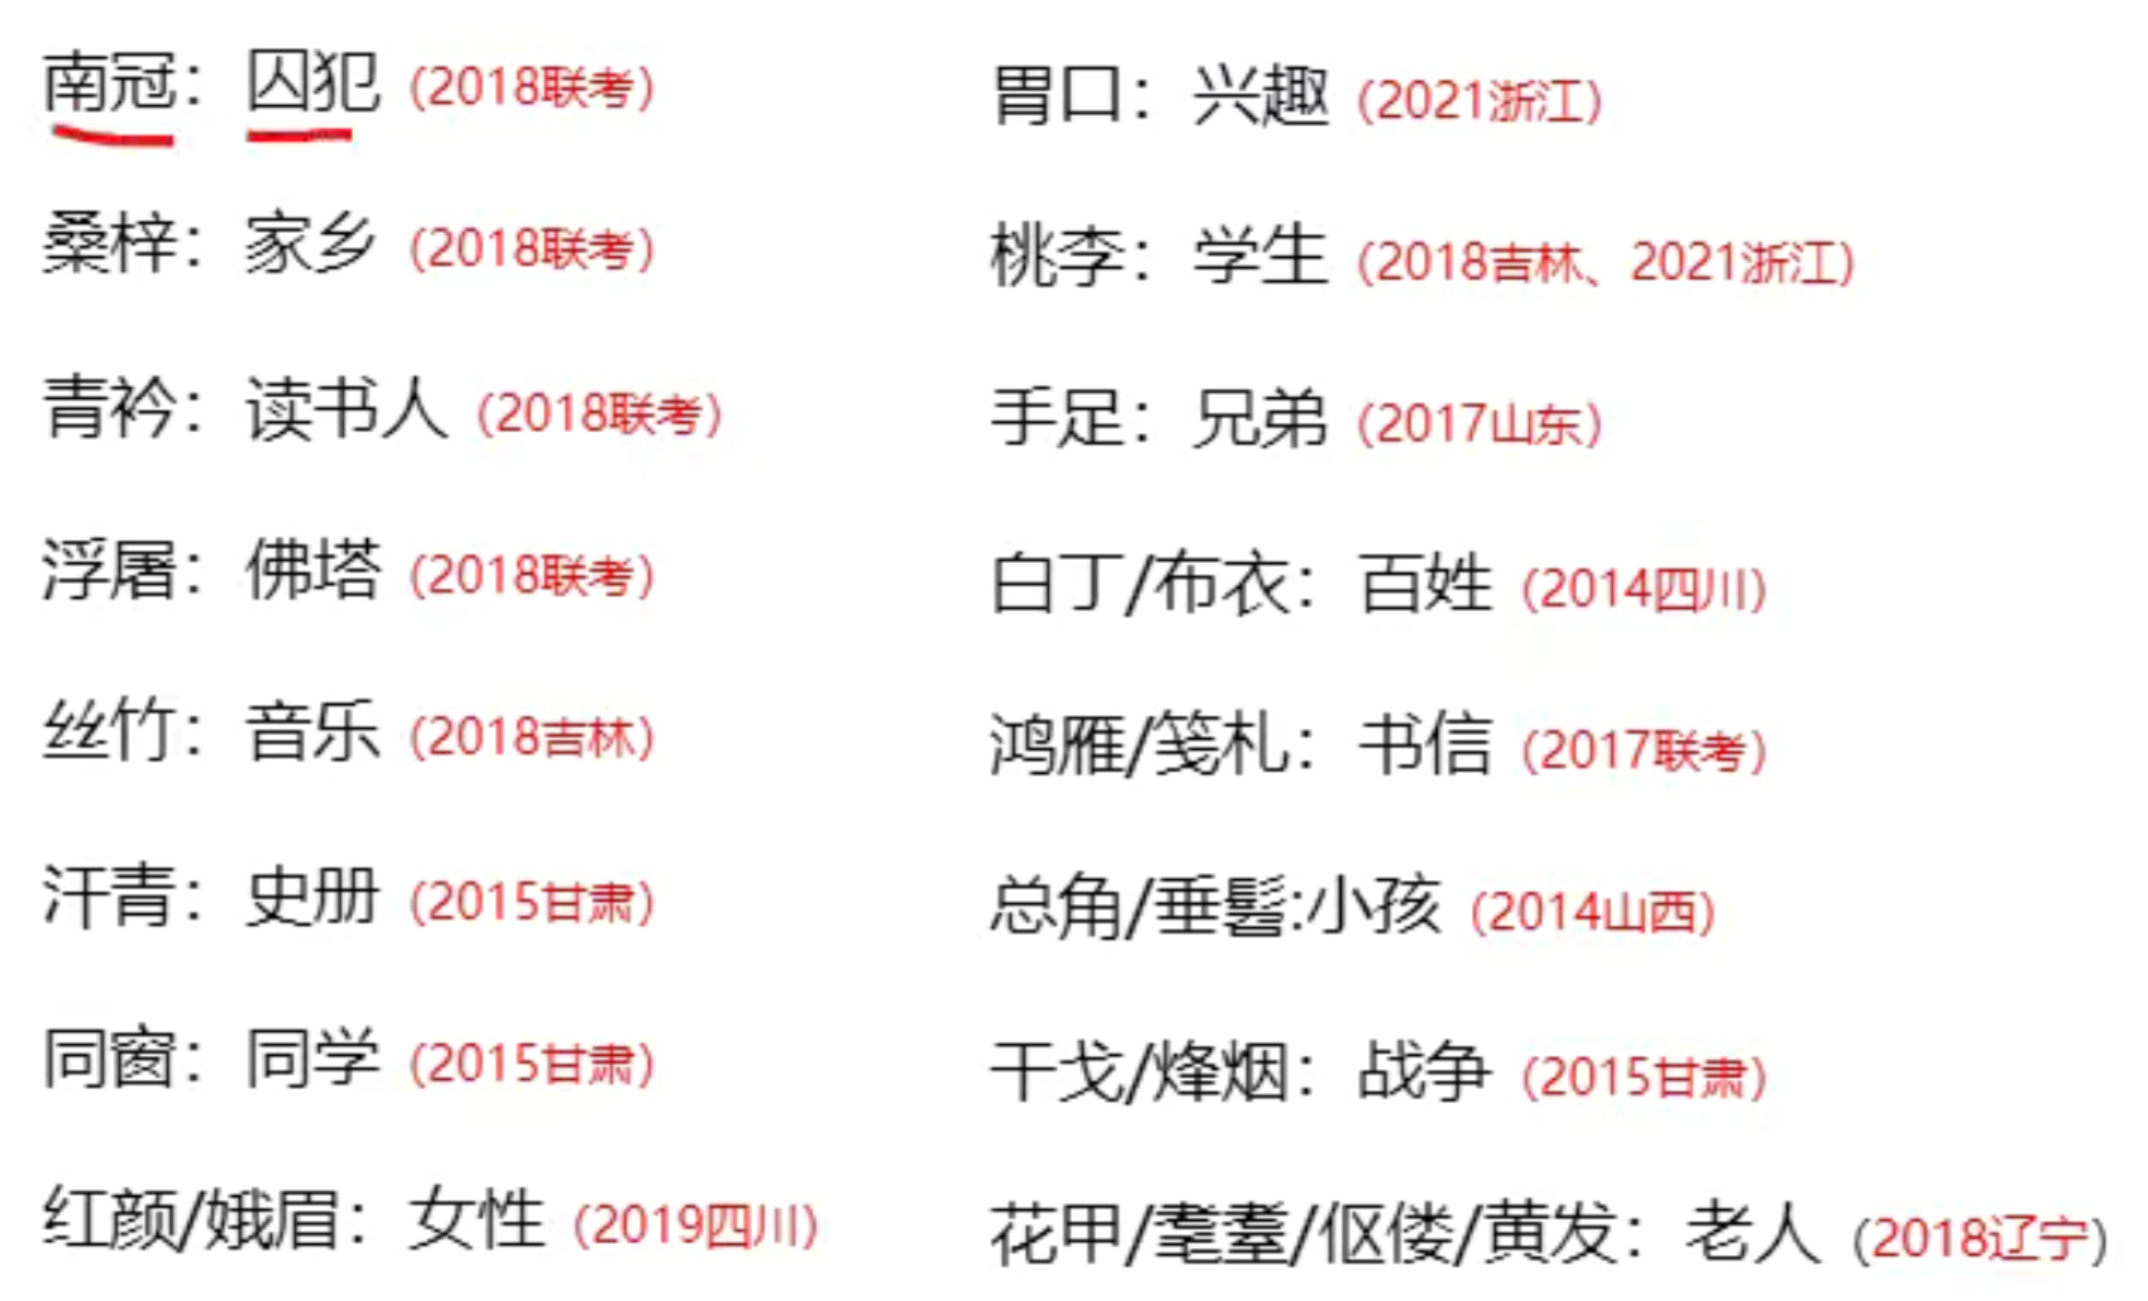 南冠：囚犯（2018联考）
桑梓：家乡（2018联考）
青衿：读书人（2018联考）
浮屠：佛塔（2018联考）
丝竹：音乐（2018吉林）
汗青：史册（2015甘肃）
同窗：同学（2015甘肃）
红颜/娥眉：女性（2019四川）
胃口：兴趣（2021浙江）
桃李：学生（2018吉林、2021浙江）
手足：兄弟（2017山东）
白丁/布衣：百姓（2014四川）
鸿雁/笺札：书信（2017联考）
总角/垂髫:小孩（2014山西）
干戈/烽烟：战争（2015甘肃）
花甲/耄耋/伛偻/黄发：老人（2018辽宁）